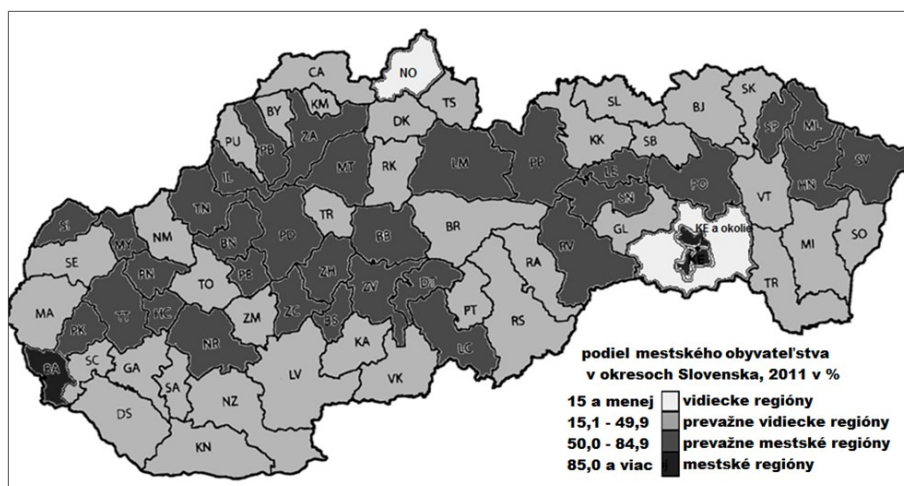 CA
NO
TS
BY
KM
ZA
DK
PU
PB
RK
MT
LM
PP
KK
SL
SB
BJ
SK
SP
ML
SV
HN
VT
PO
LE
SN
GL
KE a okolie
KE
MI
SO
TR
IL
TN
SI
MY
NM
BN
PD
TR
BB
BR
RV
RA
RS
SE
PN
TO
PE
ZH
ZV
DT
PT
MA
PK
TT
HC
NR
ZM
ZC
BS
KA
LC
BA
SC
GA
SA
NZ
LV
VK
DS
KN
podiel mestského obyvateľstva
v okresoch Slovenska, 2011 v %
15 a menej vidiecke regióny
15,1 - 49,9 prevažne vidiecke regióny
50,0 - 84,9 prevažne mestské regióny
85,0 a viac mestské regióny